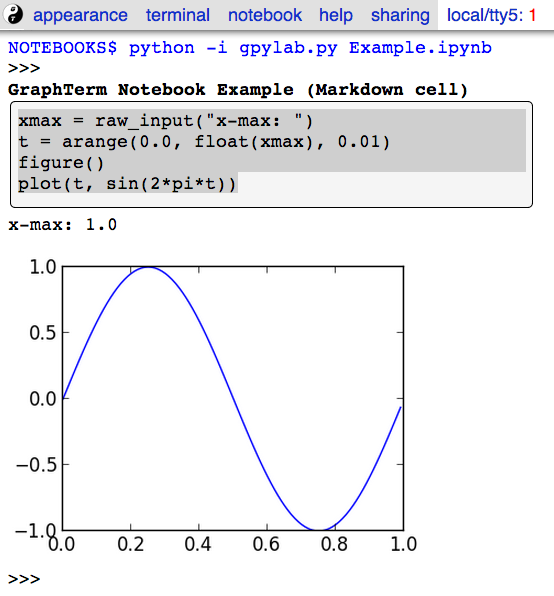 appearance terminal notebook help sharing local/tty5: 1
NOTEBOOKS$ python -i gpylab.py Example.ipynb
>>>
GraphTerm Notebook Example (Markdown cell)
xmax = raw_input("x-max: ")
t = arange(0.0, float(xmax), 0.01)
figure()
plot(t, sin(2*pi*t))
x-max: 1.0
1.0
0.5
0.0
−0.5
−1.0
0.0 0.2 0.4 0.6 0.8 1.0
>>>